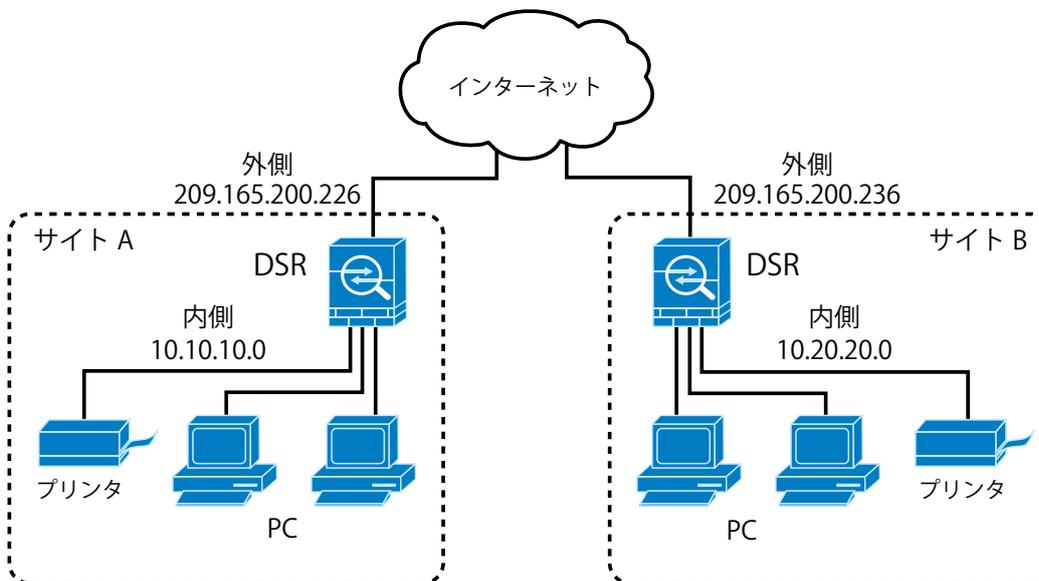 インターネット
外側
209.165.200.226
外側
209.165.200.236
サイト A
サイト B
DSR
DSR
内側
10.10.10.0
内側
10.20.20.0
プリンタ
プリンタ
PC
PC